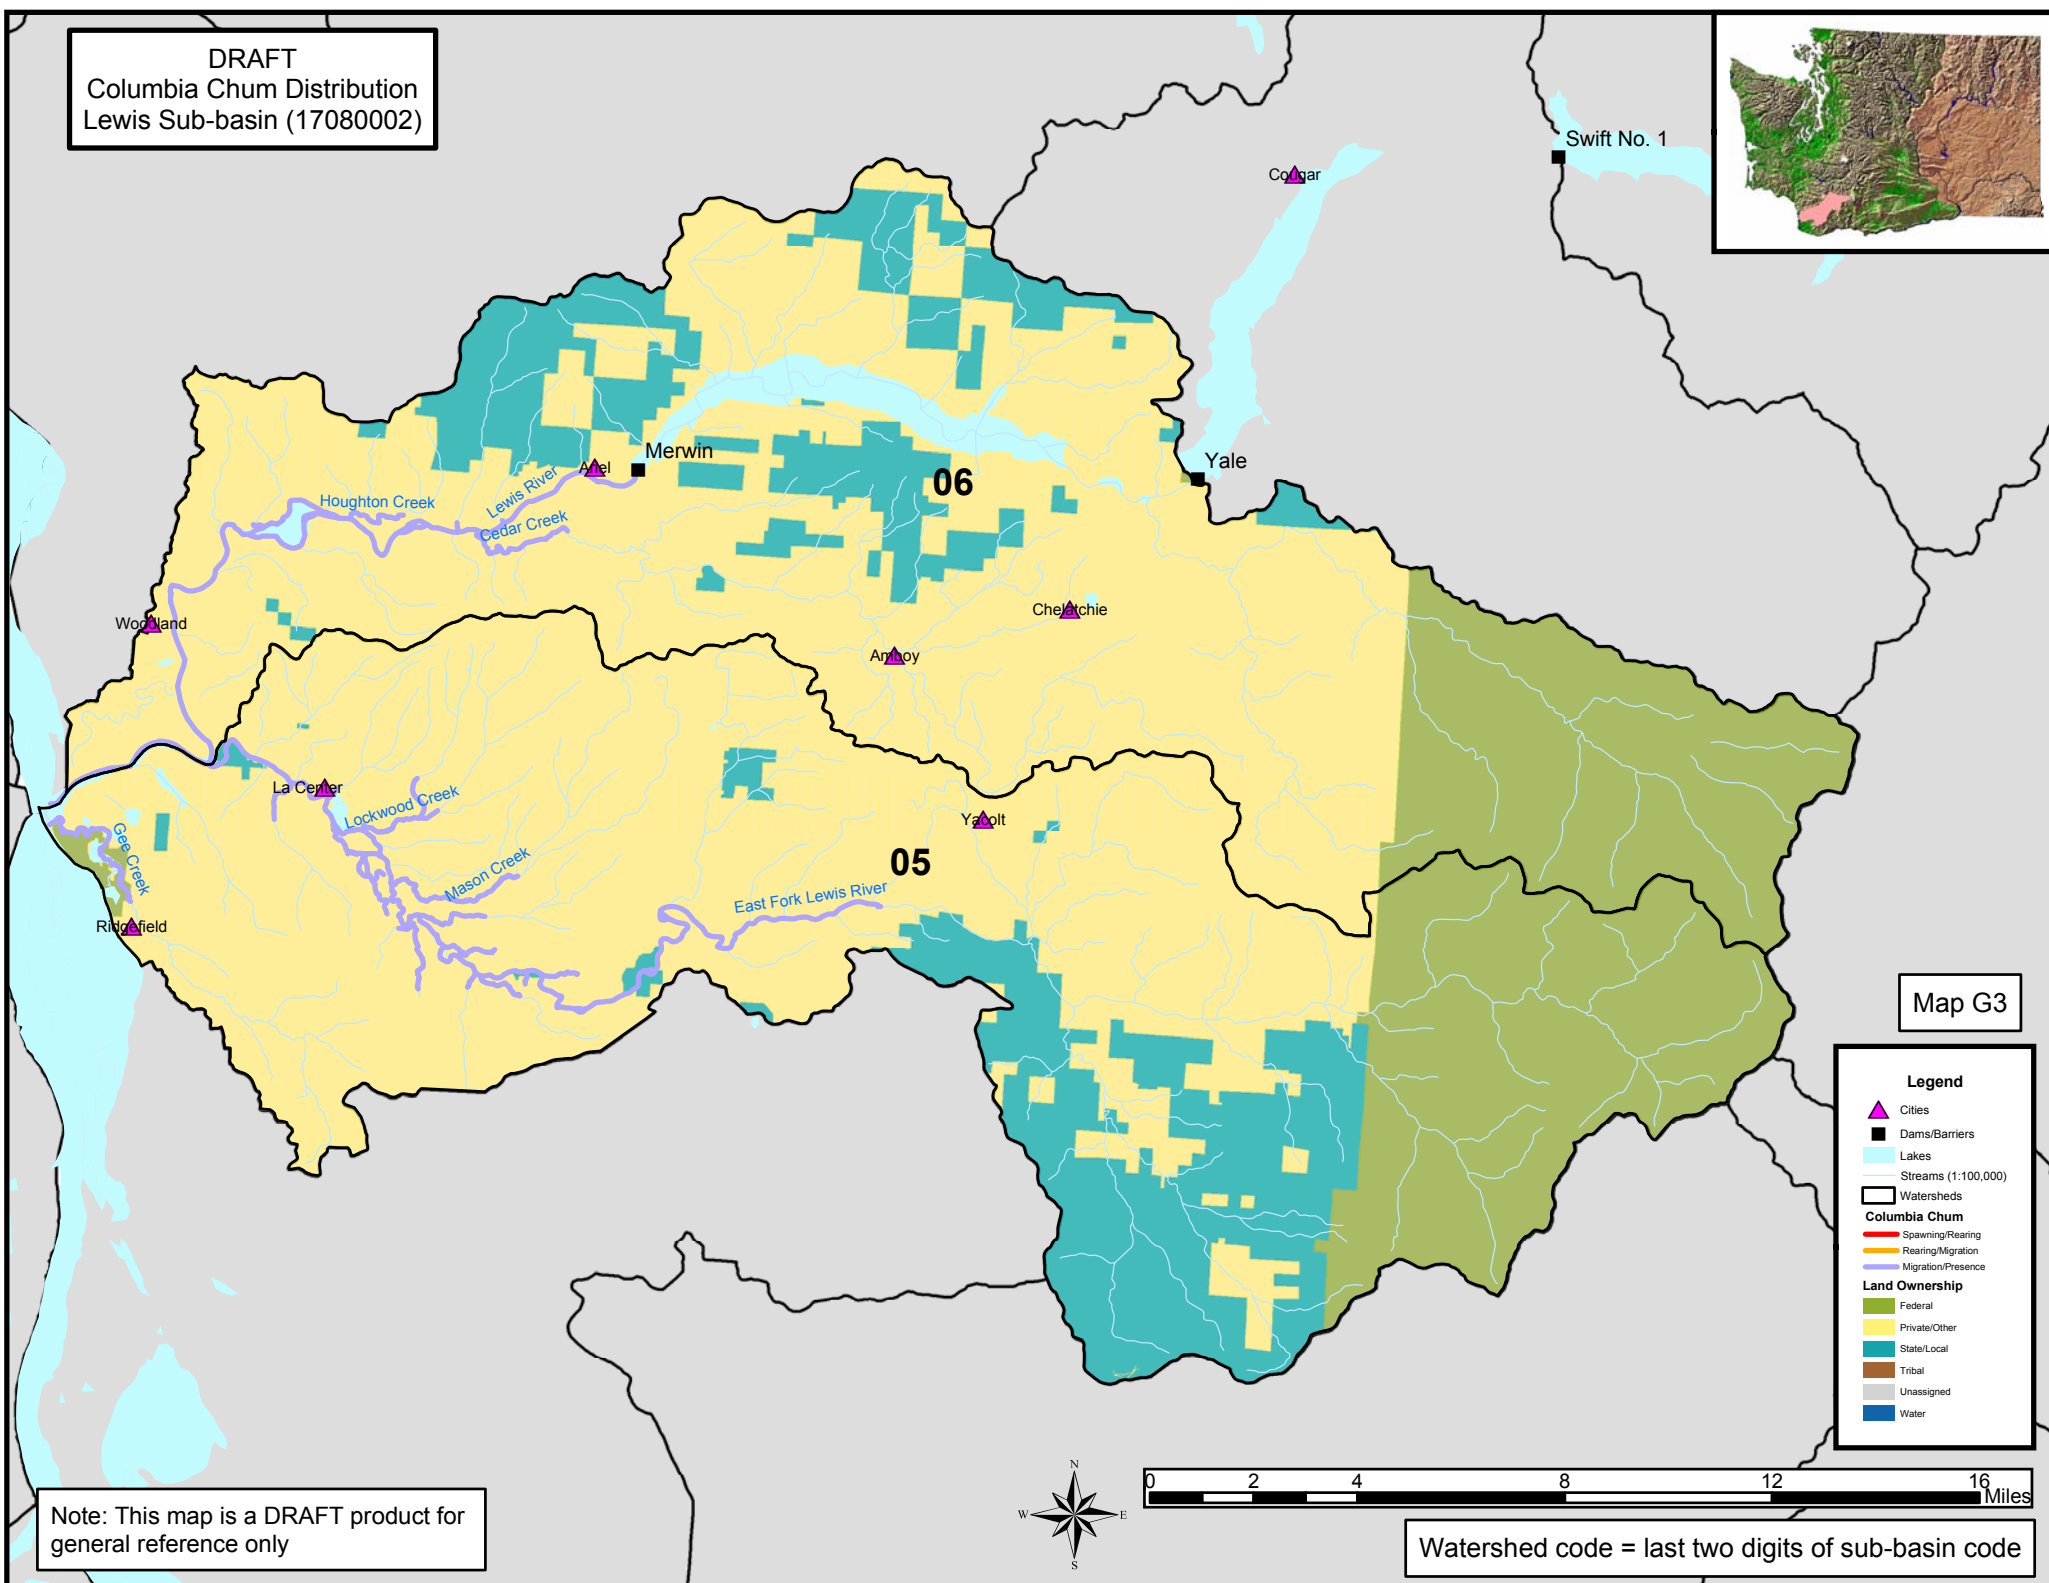 DRAFT
Columbia Chum Distribution
Lewis Sub-basin (17080002)
Swift No. 1
Cougar
Merwin
Ariel
Yale
06
Houghton Creek
Lewis River
Cedar Creek
Woodland
Chelatchie
Amboy
La Center
Lockwood Creek
Yacolt
Gee Creek
05
Mason Creek
East Fork Lewis River
Ridgefield
Map G3
Legend
Cities
Dams/Barriers
Lakes
Streams (1:100,000)
Watersheds
Columbia Chum
Spawning/Rearing
Rearing/Migration
Migration/Presence
Land Ownership
Federal
Private/Other
State/Local
Tribal
Unassigned
Water
N
W E
S
0 2 4 8 12 16
Miles
Note: This map is a DRAFT product for
general reference only
Watershed code = last two digits of sub-basin code